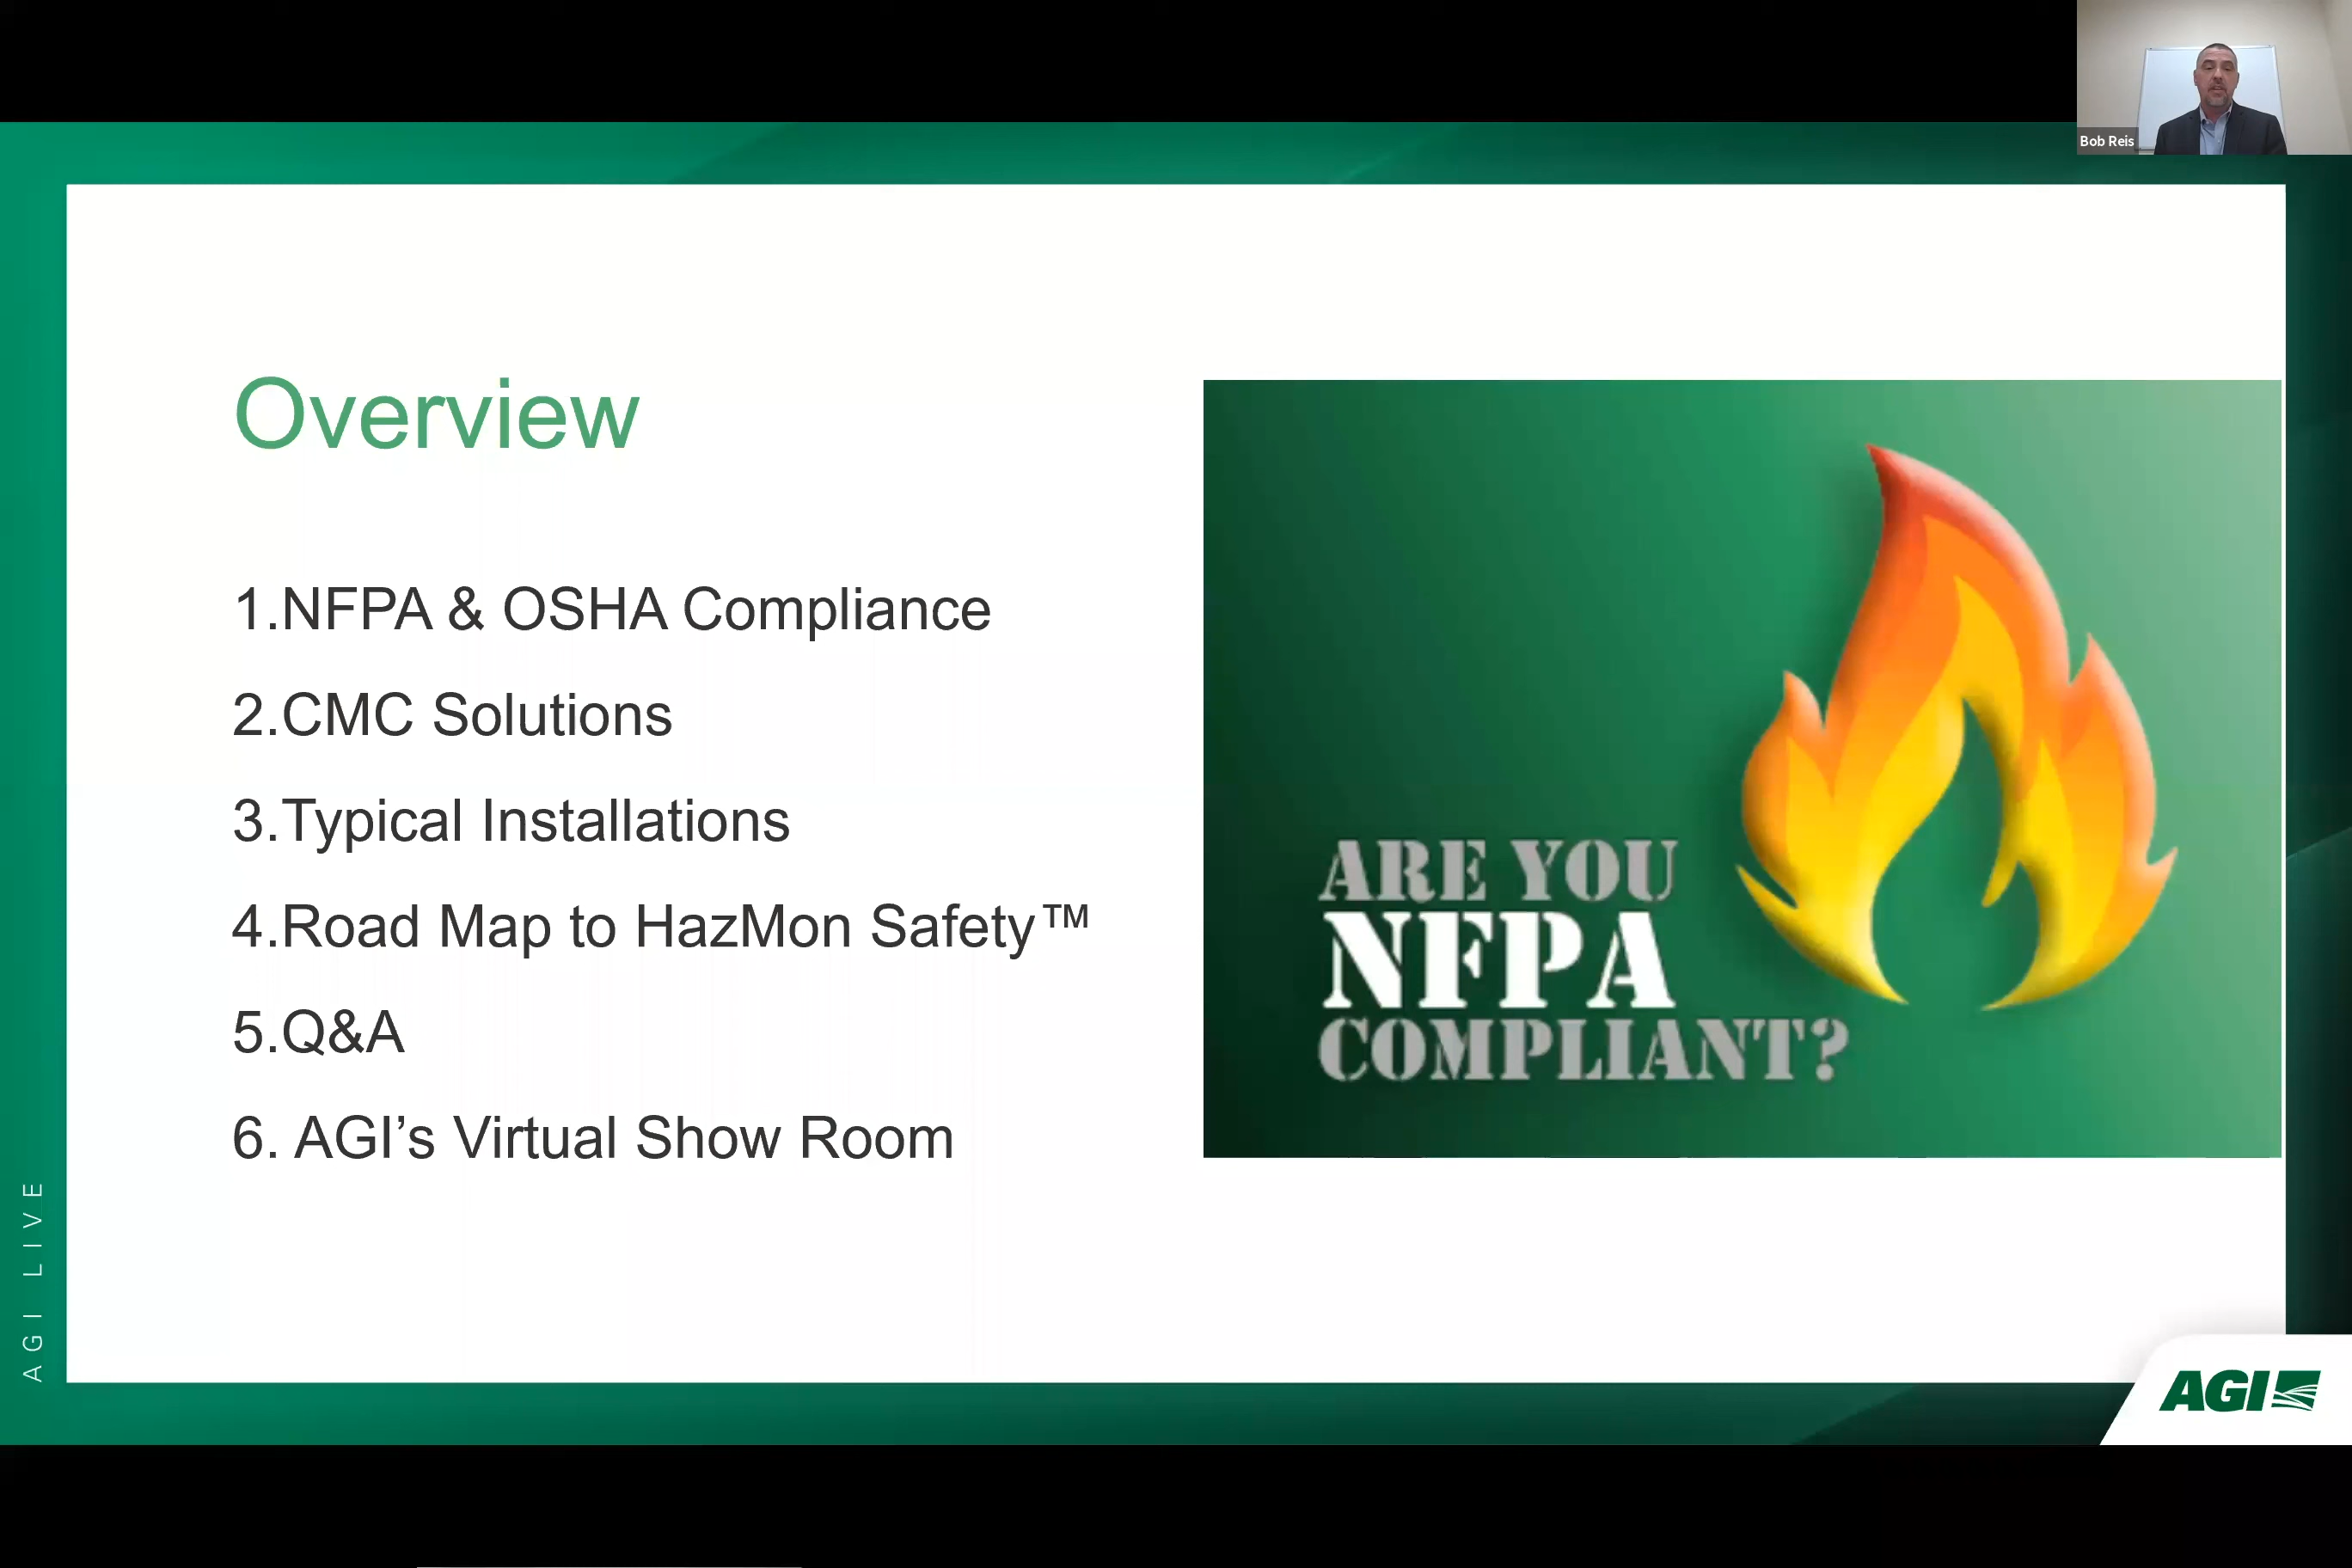 Bob Reis
Overview
1.NFPA & OSHA Compliance
2.CMC Solutions
3.Typical Installations
4.Road Map to HazMon Safety™
5.Q&A
6. AGI’s Virtual Show Room
ARE YOU
NFPA
COMPLIANT?
AGI LIVE
AGI